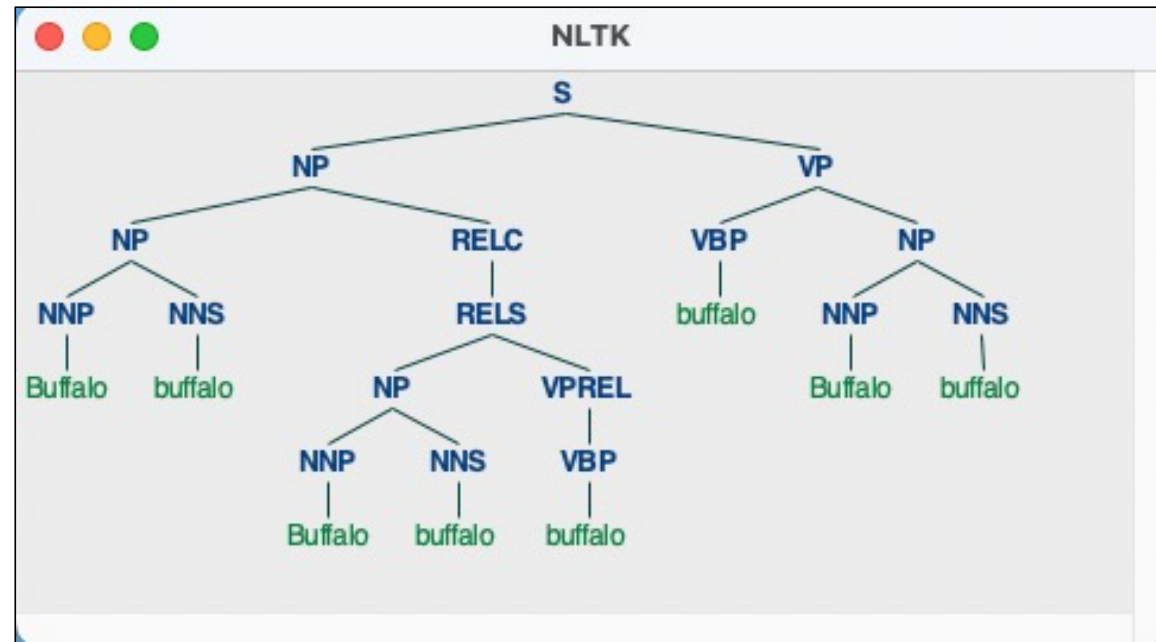 NLTK
S
NP VP
NP RELC VBP NP
NNP NNS RELS buffalo NNP NNS
Buffalo buffalo NP VPREL Buffalo buffalo
NNP NNS VBP
Buffalo buffalo buffalo